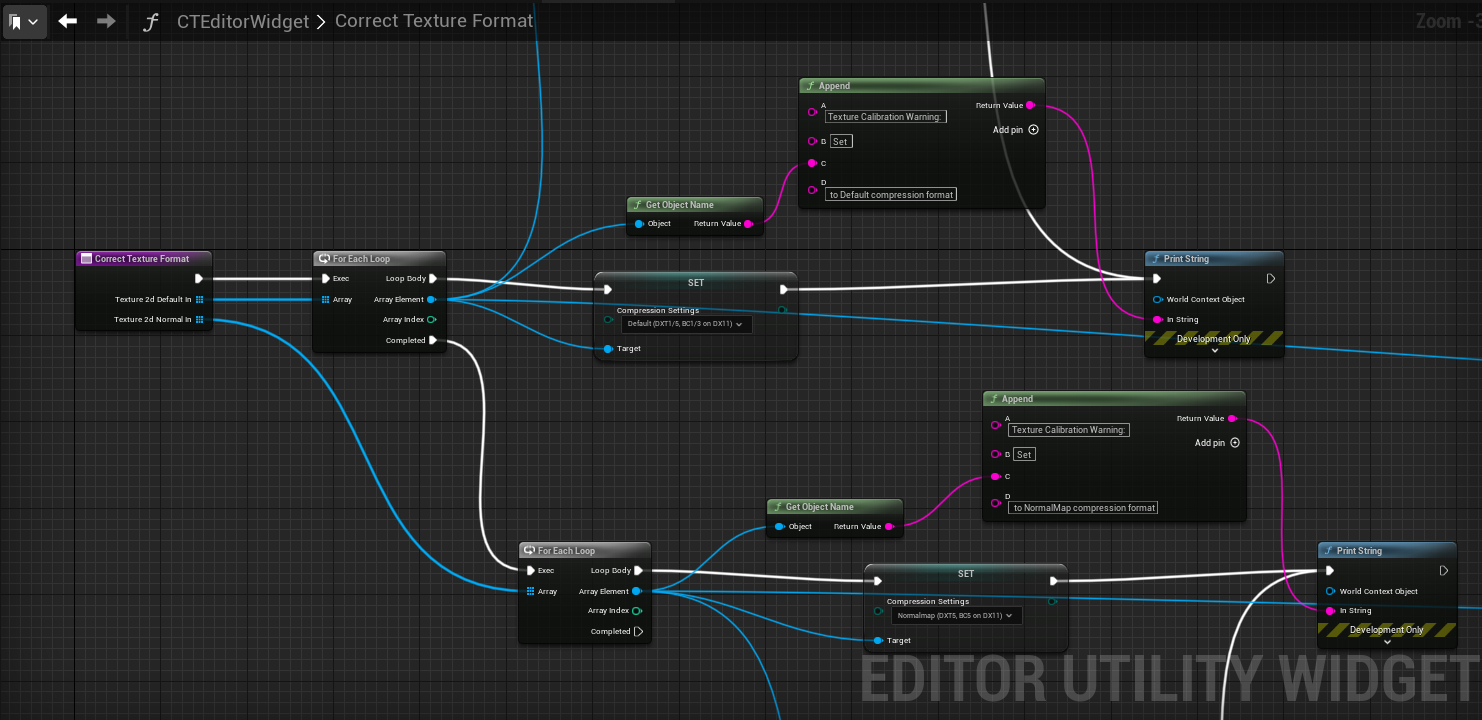 CTEditorWidget > Correct Texture Format
Zoom -3
Append
A
Return Value
Texture Calibration Warning:
Add pin
B Set
C
D
to Default compression format
Get Object Name
Object Return Value
Correct Texture Format
Texture 2d Default In
Texture 2d Normal In
For Each Loop
Exec Loop Body
Array Array Element
Array Index
Completed
SET
Compression Settings
Default (DXT1/5, BC1/3 on DX11)
Target
Print String
World Context Object
In String
Development Only
Append
A
Return Value
Texture Calibration Warning:
Add pin
B Set
C
D
to NormalMap compression format
Get Object Name
Object Return Value
For Each Loop
Exec Loop Body
Array Array Element
Array Index
Completed
SET
Compression Settings
Normalmap (DXT5, BC5 on DX11)
Target
Print String
World Context Object
In String
Development Only
EDITOR UTILITY WIDGET